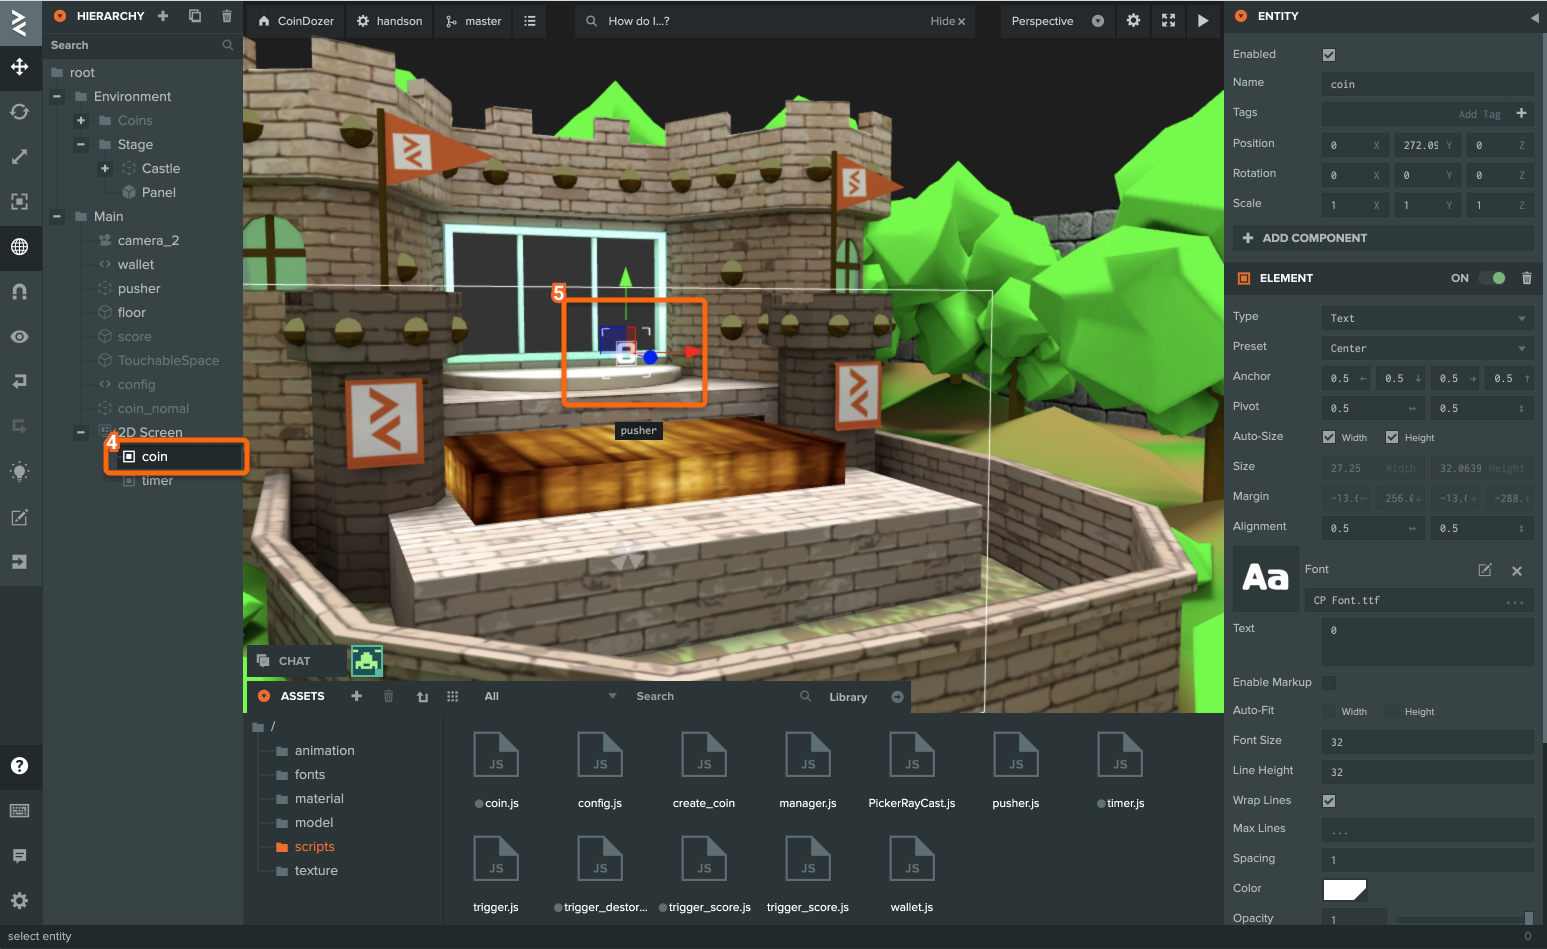 HIERARCHY
CoinDozer
handson
master
How do I...?
Hide
Perspective
ENTITY
Search
root
Environment
Coins
Stage
Castle
Panel
Main
camera_2
wallet
pusher
floor
score
TouchableSpace
config
coin_nomal
2D Screen
4
coin
timer
5
pusher
CHAT
ASSETS
All
Search
Library
/
animation
fonts
material
model
scripts
texture
JS JS JS JS JS JS JS
coin.js config.js create_coin manager.js PickerRayCast.js pusher.js timer.js
JS JS JS JS JS
trigger.js trigger_destor... trigger_score.js trigger_score.js wallet.js
Enabled
Name coin
Tags Add Tag
Position 0 X 272.09 Y 0 Z
Rotation 0 X 0 Y 0 Z
Scale 1 X 1 Y 1 Z
ADD COMPONENT
ELEMENT ON
Type Text
Preset Center
Anchor 0.5 ← 0.5 ↓ 0.5 → 0.5 ↑
Pivot 0.5 ↔ 0.5 ↕
Auto-Size Width Height
Size 27.25 Width 32.0639 Height
Margin -13.6← 256.0↓ -13.6→ -288.↑
Alignment 0.5 ↔ 0.5 ↕
Aa
Font
CP Font.ttf ...
Text 0
Enable Markup
Auto-Fit Width Height
Font Size 32
Line Height 32
Wrap Lines
Max Lines ...
Spacing 1
Color
Opacity 1
select entity
0